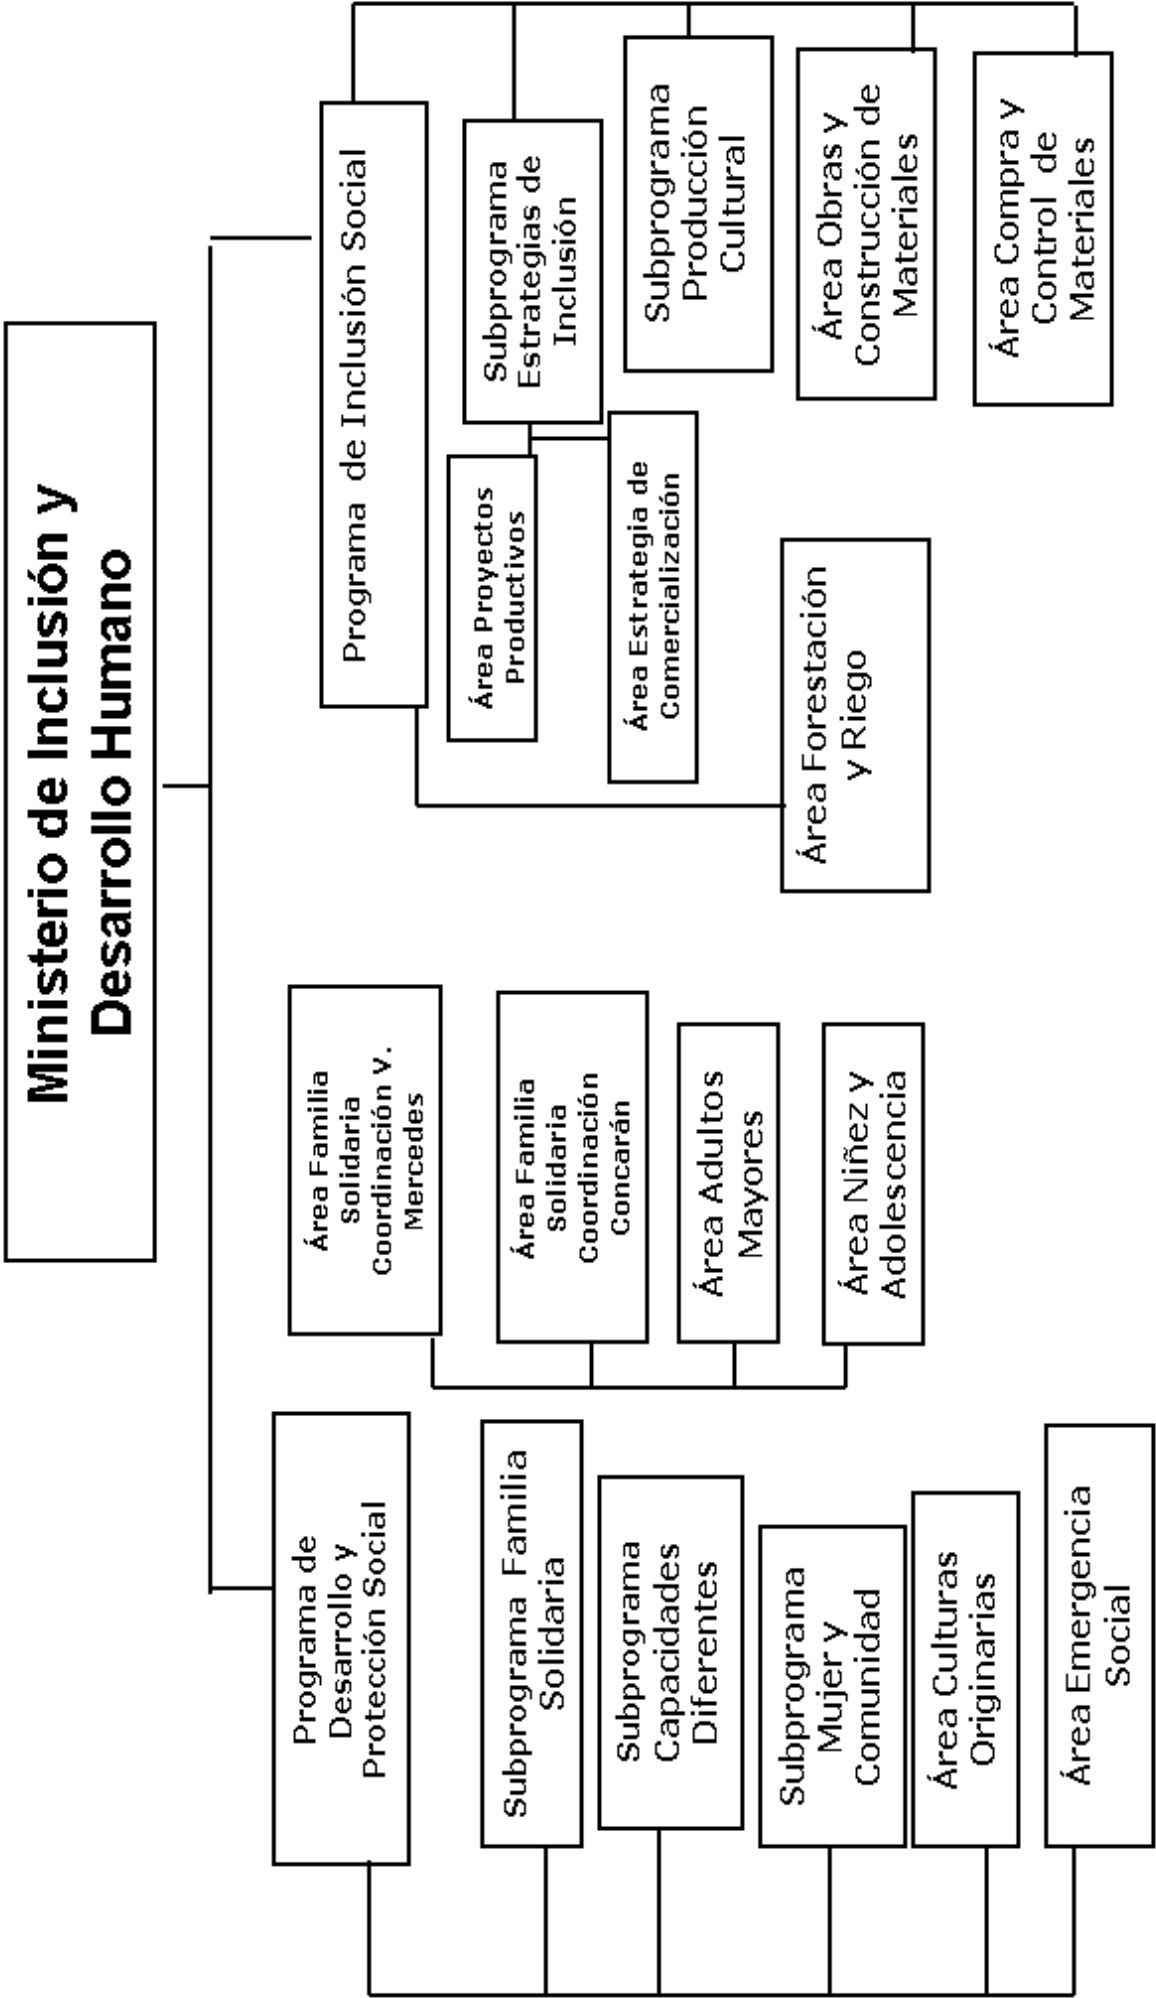 Ministerio de Inclusión y
Desarrollo Humano
Programa de
Desarrollo y
Protección Social
Subprograma Familia
Solidaria
Subprograma
Capacidades
Diferentes
Subprograma
Mujer y
Comunidad
Área Culturas
Originarias
Área Emergencia
Social
Área Familia
Solidaria
Coordinación V.
Mercedes
Área Familia
Solidaria
Coordinación
Concarán
Área Adultos
Mayores
Área Niñez y
Adolescencia
Programa de Inclusión Social
Subprograma
Estrategias de
Inclusión
Área Proyectos
Productivos
Área Estrategia de
Comercialización
Área Forestación
y Riego
Subprograma
Producción
Cultural
Área Obras y
Construcción de
Materiales
Área Compra y
Control de
Materiales